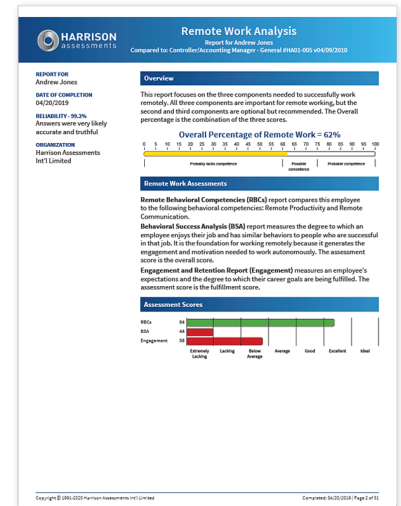 HARRISON
assessments
Remote Work Analysis
Report for Andrew Jones
Compared to: Controller/Accounting Manager - General #HA01-005 v04/09/2010
REPORT FOR
Andrew Jones
DATE OF COMPLETION
04/20/2019
RELIABILITY - 99.2%
Answers were very likely
accurate and truthful
ORGANIZATION
Harrison Assessments
Int'l Limited
Overview
This report focuses on the three components needed to successfully work
remotely. All three components are important for remote working, but the
second and third components are optional but recommended. The Overall
percentage is the combination of the three scores.
Overall Percentage of Remote Work = 62%
0 5 10 15 20 25 30 35 40 45 50 55 60 65 70 75 80 85 90 95 100
Probably lacks competence
Possible
competence
Probable competence
Remote Work Assessments
Remote Behavioral Competencies (RBCs) report compares this employee
to the following behavioral competencies: Remote Productivity and Remote
Communication.
Behavioral Success Analysis (BSA) report measures the degree to which an
employee enjoys their job and has similar behaviors to people who are successful
in that job. It is the foundation for working remotely because it generates the
engagement and motivation needed to work autonomously. The assessment
score is the overall score.
Engagement and Retention Report (Engagement) measures an employee's
expectations and the degree to which their career goals are being fulfilled. The
assessment score is the fulfillment score.
Assessment Scores
RBCs 84
BSA 44
Engagement 58
Extremely
Lacking
Lacking
Below
Average
Average
Good
Excellent
Ideal
Copyright © 1991-2020 Harrison Assessments Int'l Limited
Completed: 04/20/2019 | Page 2 of 51